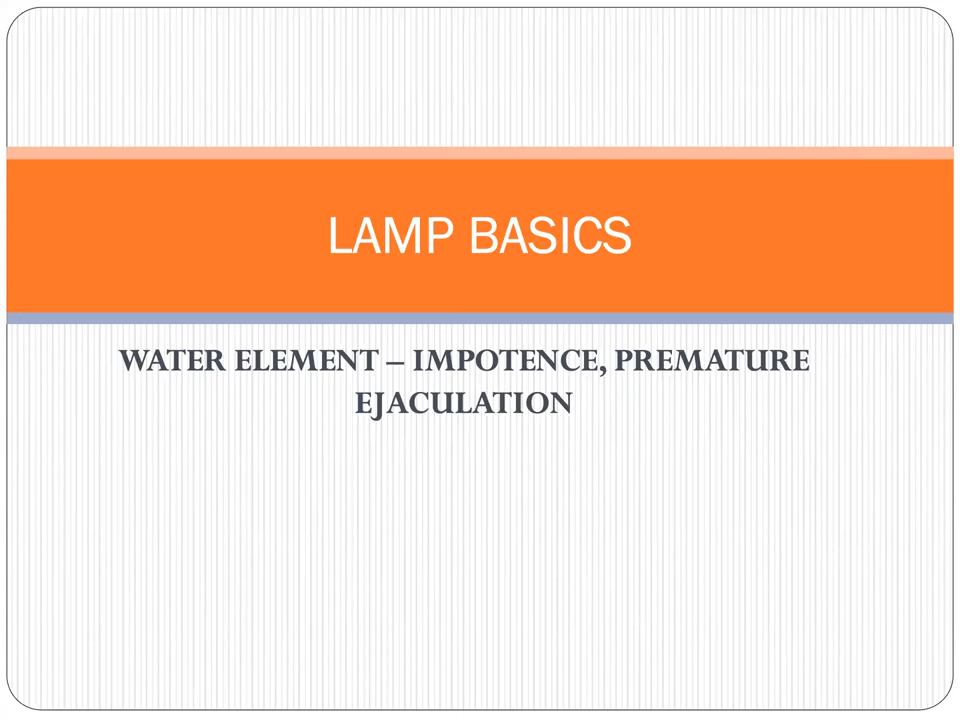 LAMP BASICS
WATER ELEMENT – IMPOTENCE, PREMATURE
EJACULATION